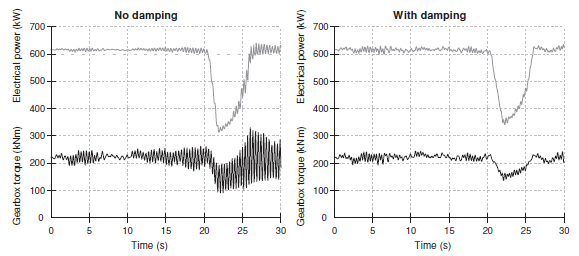 No damping
With damping
Electrical power (kW)
Gearbox torque (kNm)
700
600
500
400
300
200
100
0
0 5 10 15 20 25 30
Time (s)
Electrical power (kW)
Gearbox torque (kNm)
700
600
500
400
300
200
100
0
0 5 10 15 20 25 30
Time (s)